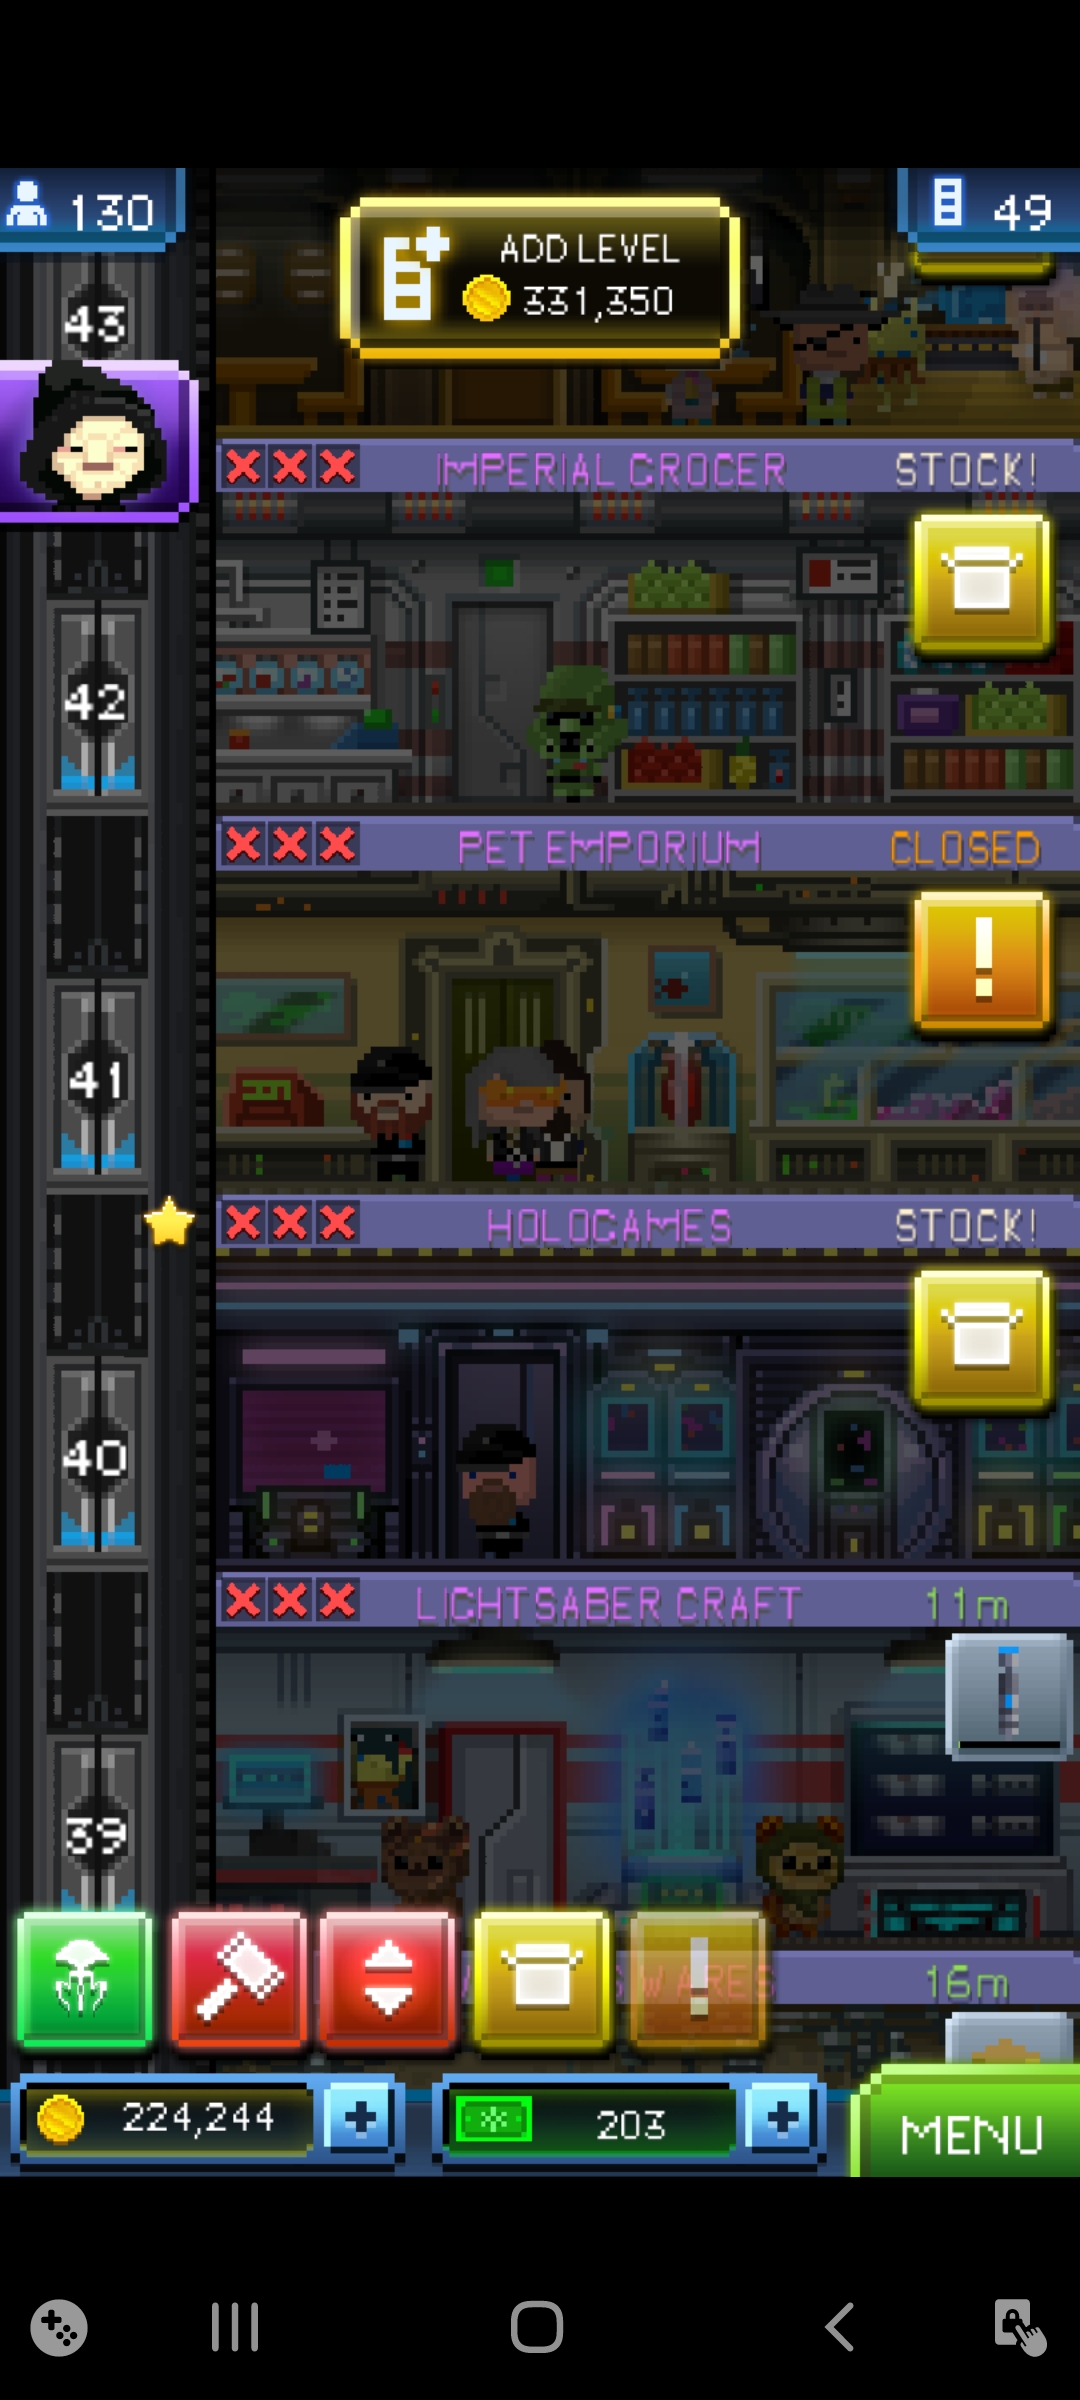 130
ADD LEVEL
331,350
49
43
IMPERIAL GROCER
STOCK!
42
PET EMPORIUM
CLOSED
!
41
HOLOGAMES
STOCK!
40
LIGHTSABER CRAFT
11m
39
WARES
16m
!
224,244
+
203
+
MENU